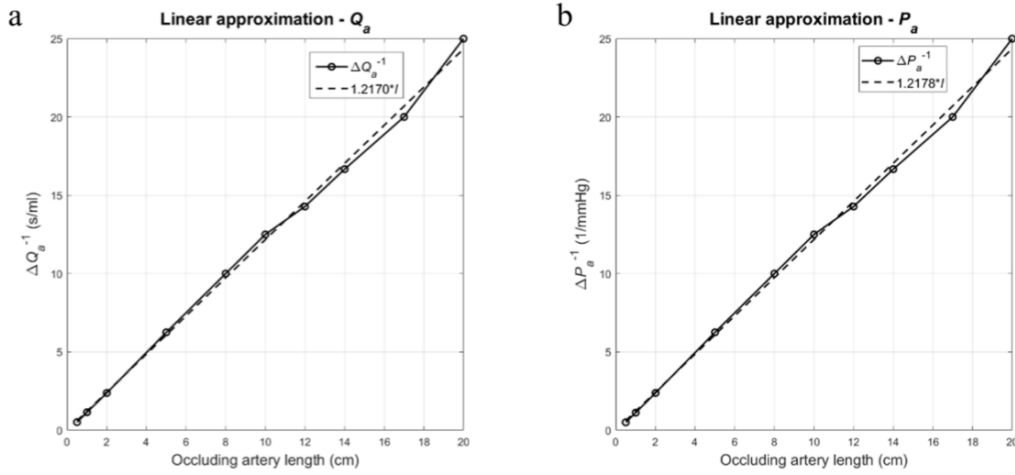 a
Linear approximation - Qa
25
20
15
10
5
0
ΔQa⁻¹ (s/ml)
ΔQa⁻¹
1.2170*l
0 2 4 6 8 10 12 14 16 18 20
Occluding artery length (cm)
b
Linear approximation - Pa
25
20
15
10
5
0
ΔPa⁻¹ (1/mmHg)
ΔPa⁻¹
1.2178*l
0 2 4 6 8 10 12 14 16 18 20
Occluding artery length (cm)